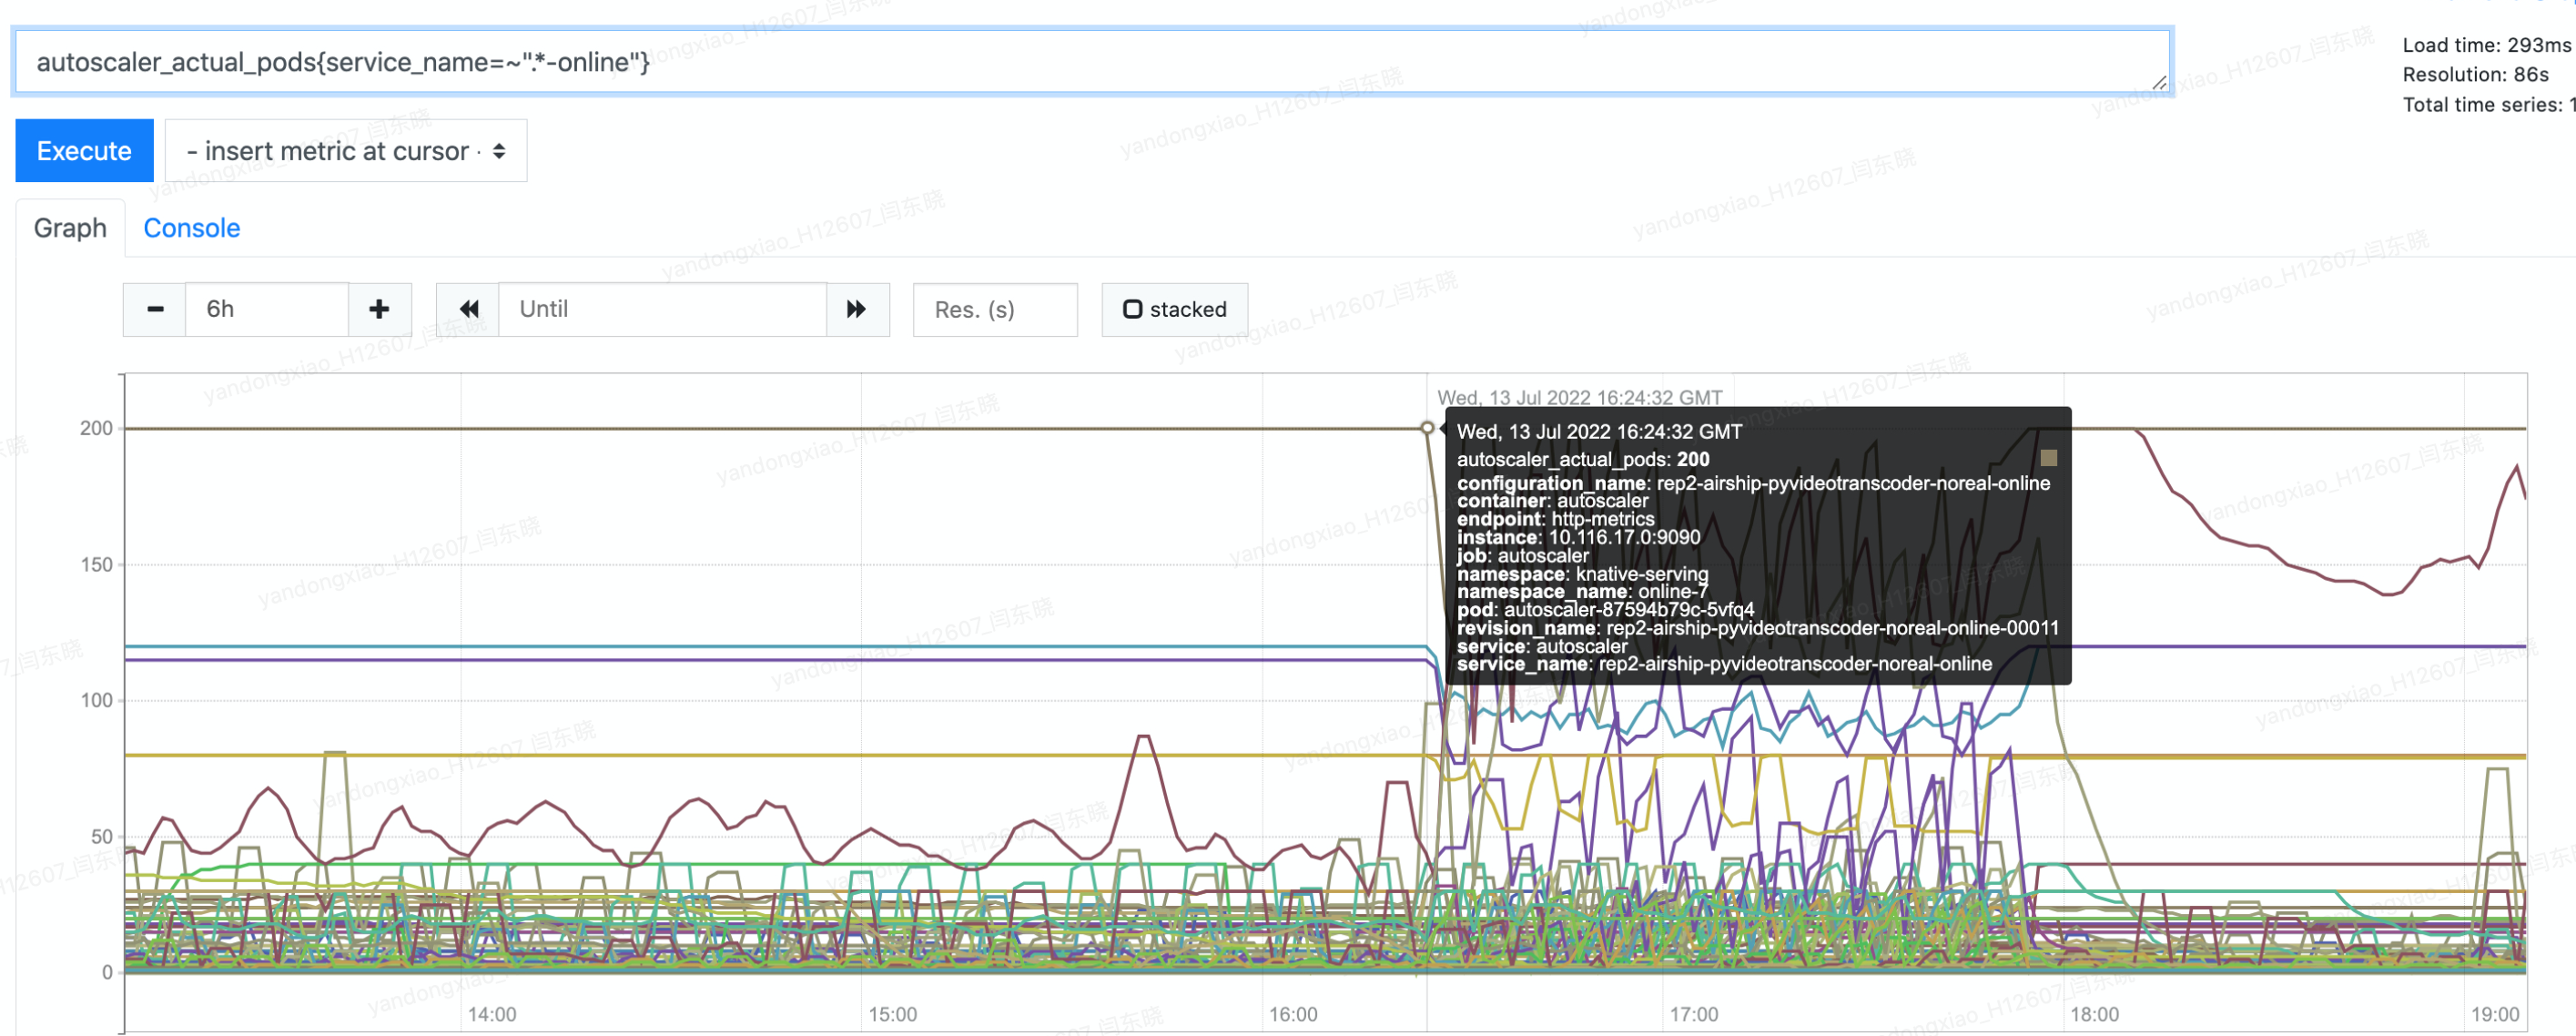 autoscaler_actual_pods{service_name=~".*-online"}
Load time: 293ms
Resolution: 86s
Total time series: 1
Execute
- insert metric at cursor -
Graph
Console
6h
Until
Res. (s)
stacked
Wed, 13 Jul 2022 16:24:32 GMT
Wed, 13 Jul 2022 16:24:32 GMT
autoscaler_actual_pods: 200
configuration_name: rep2-airship-pyvideotranscoder-noreal-online
container: autoscaler
endpoint: http-metrics
instance: 10.116.17.0:9090
job: autoscaler
namespace: knative-serving
namespace_name: online-7
pod: autoscaler-87594b79c-5vfq4
revision_name: rep2-airship-pyvideotranscoder-noreal-online-00011
service: autoscaler
service_name: rep2-airship-pyvideotranscoder-noreal-online
200
150
100
50
0
14:00
15:00
16:00
17:00
18:00
19:00
yandongxiao_H12607_闫东晓